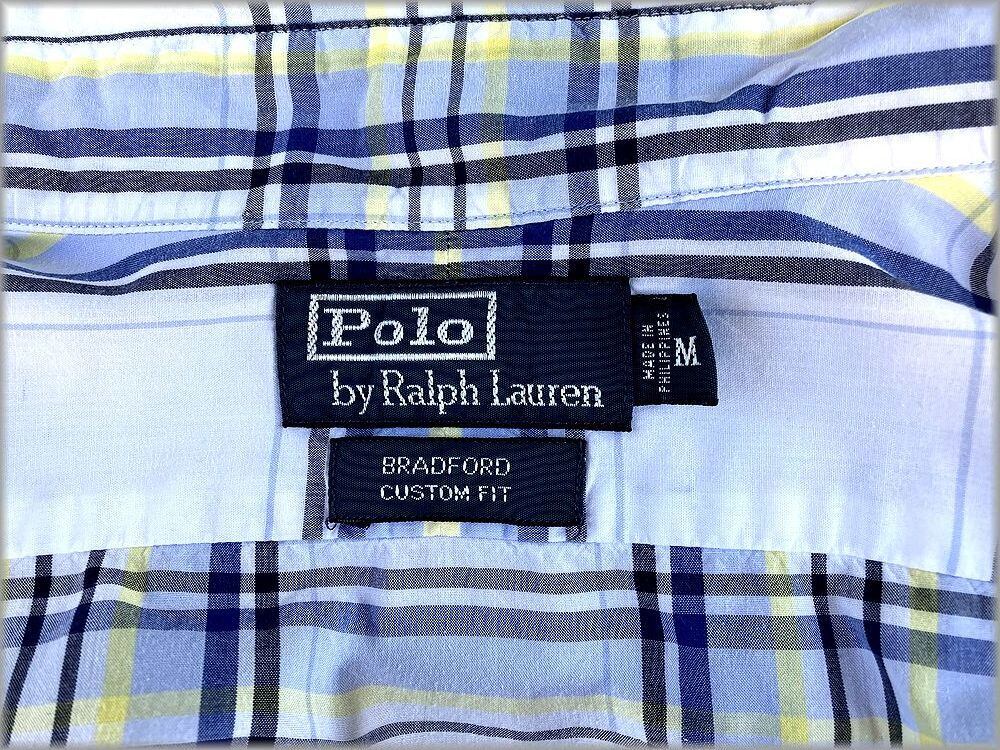 Polo
by Ralph Lauren
MADE IN
PHILIPPINES
M
BRADFORD
CUSTOM FIT